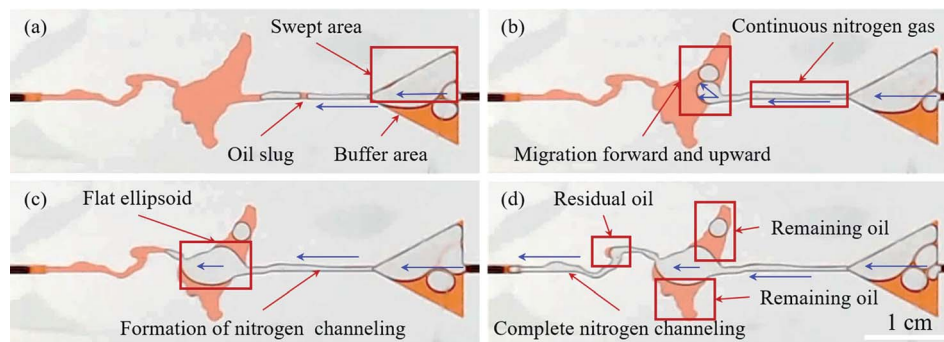 (a)
Swept area
Oil slug
Buffer area
(b)
Continuous nitrogen gas
Migration forward and upward
(c)
Flat ellipsoid
Formation of nitrogen channeling
(d)
Residual oil
Remaining oil
Remaining oil
Complete nitrogen channeling
1 cm